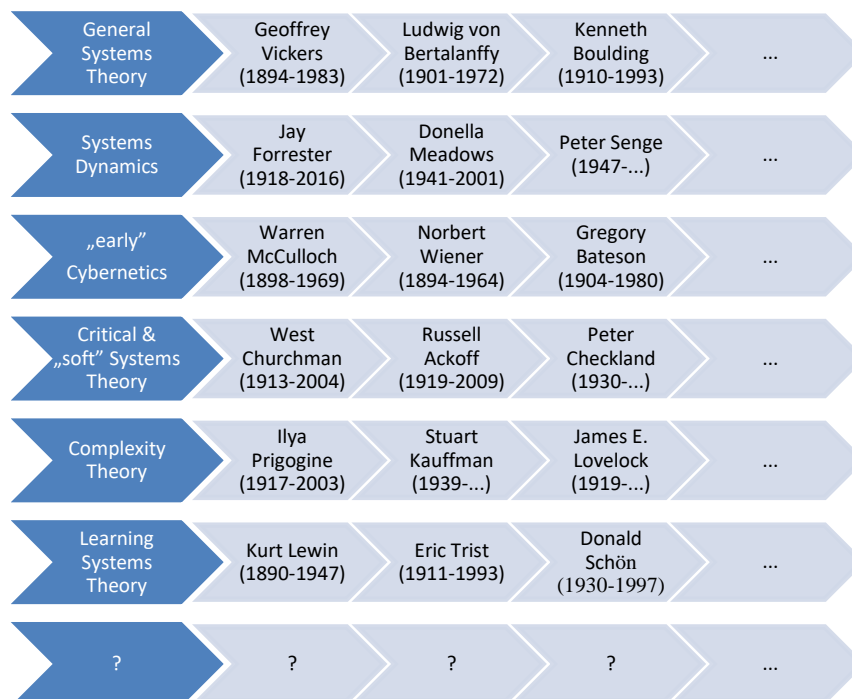 General
Systems
Theory
Geoffrey
Vickers
(1894-1983)
Ludwig von
Bertalanffy
(1901-1972)
Kenneth
Boulding
(1910-1993)
...
Systems
Dynamics
Jay
Forrester
(1918-2016)
Donella
Meadows
(1941-2001)
Peter Senge
(1947-...)
...
„early”
Cybernetics
Warren
McCulloch
(1898-1969)
Norbert
Wiener
(1894-1964)
Gregory
Bateson
(1904-1980)
...
Critical &
„soft” Systems
Theory
West
Churchman
(1913-2004)
Russell
Ackoff
(1919-2009)
Peter
Checkland
(1930-...)
...
Complexity
Theory
Ilya
Prigogine
(1917-2003)
Stuart
Kauffman
(1939-...)
James E.
Lovelock
(1919-...)
...
Learning
Systems
Theory
Kurt Lewin
(1890-1947)
Eric Trist
(1911-1993)
Donald
Schön
(1930-1997)
...
?
?
?
?
...